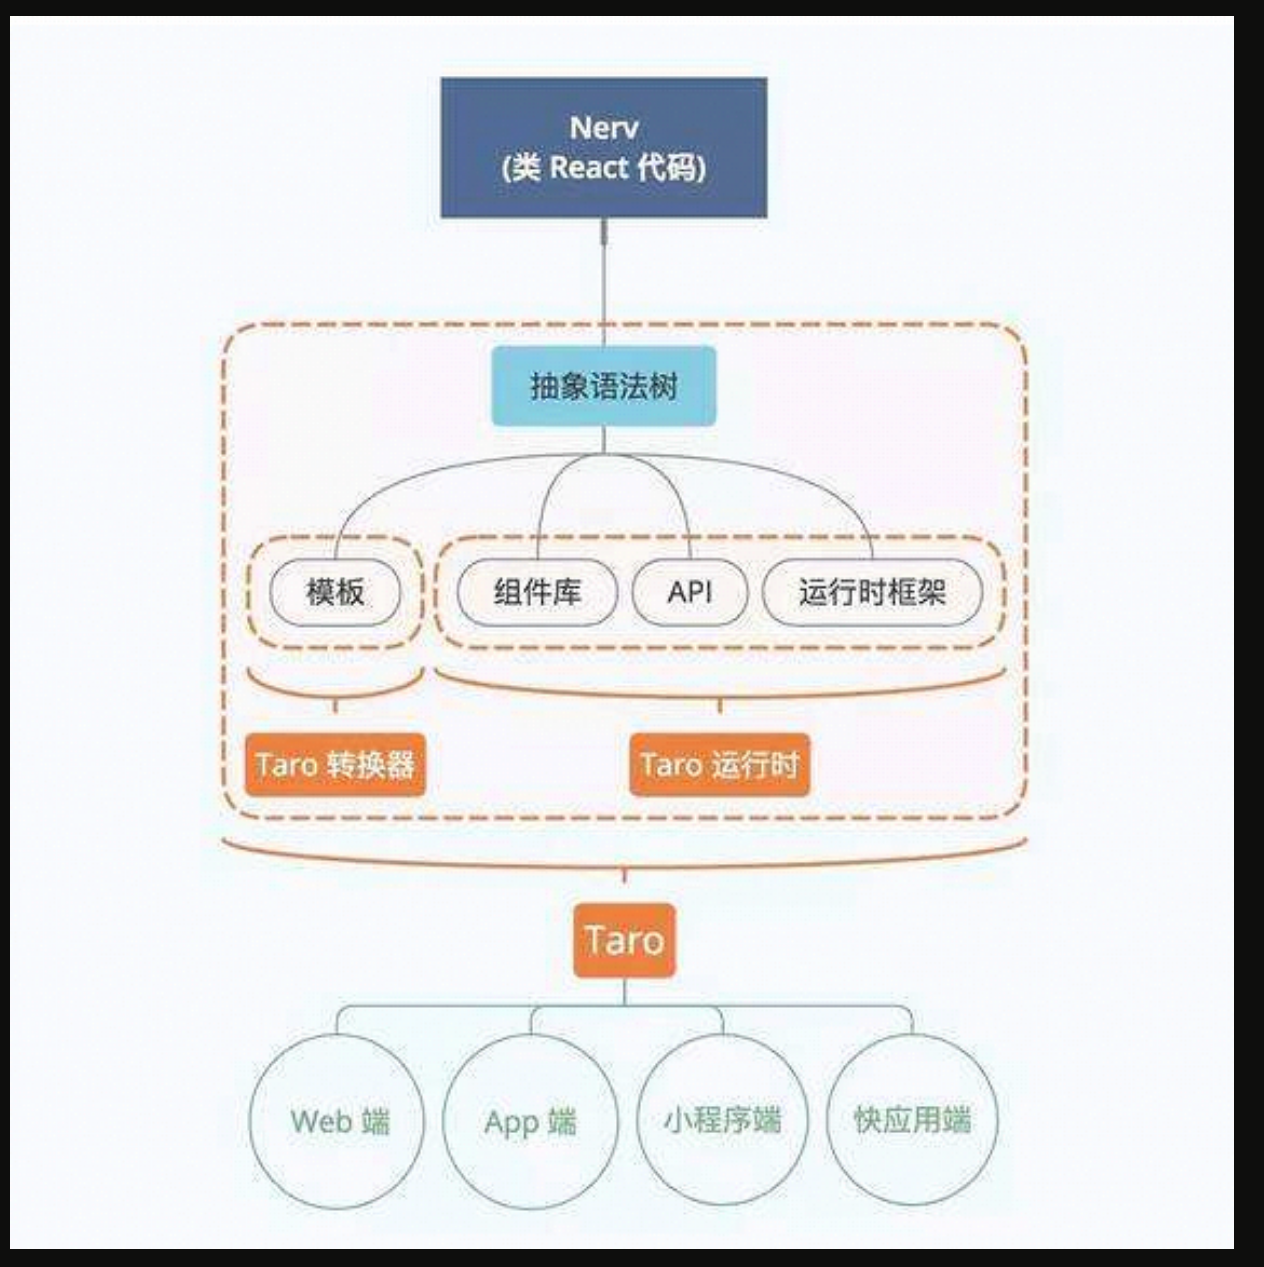 Nerv
(类 React 代码)
抽象语法树
模板
组件库
API
运行时框架
Taro 转换器
Taro 运行时
Taro
Web 端
App 端
小程序端
快应用端